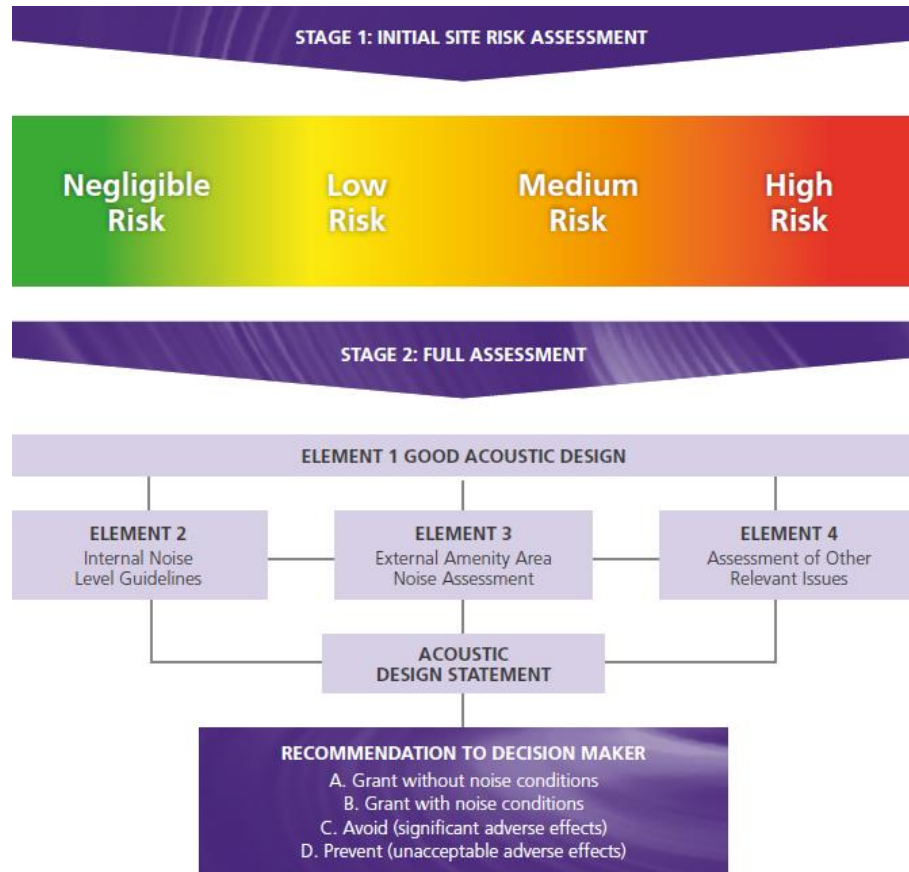 STAGE 1: INITIAL SITE RISK ASSESSMENT
Negligible
Risk
Low
Risk
Medium
Risk
High
Risk
STAGE 2: FULL ASSESSMENT
ELEMENT 1 GOOD ACOUSTIC DESIGN
ELEMENT 2
Internal Noise
Level Guidelines
ELEMENT 3
External Amenity Area
Noise Assessment
ELEMENT 4
Assessment of Other
Relevant Issues
ACOUSTIC
DESIGN STATEMENT
RECOMMENDATION TO DECISION MAKER
A. Grant without noise conditions
B. Grant with noise conditions
C. Avoid (significant adverse effects)
D. Prevent (unacceptable adverse effects)